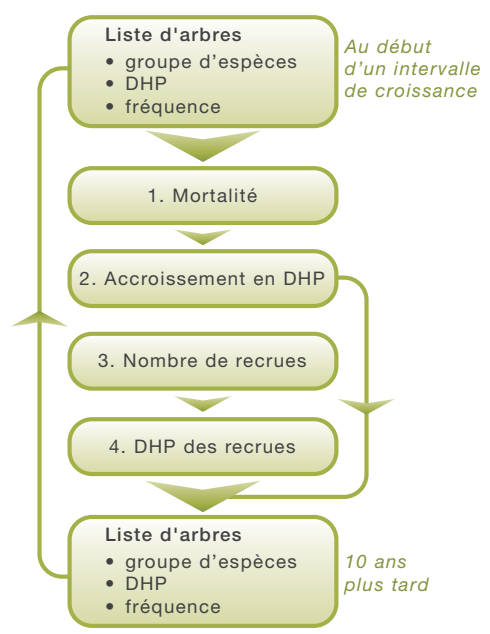 Liste d'arbres
• groupe d'espèces
• DHP
• fréquence
Au début
d'un intervalle
de croissance
1. Mortalité
2. Accroissement en DHP
3. Nombre de recrues
4. DHP des recrues
Liste d'arbres
• groupe d'espèces
• DHP
• fréquence
10 ans
plus tard